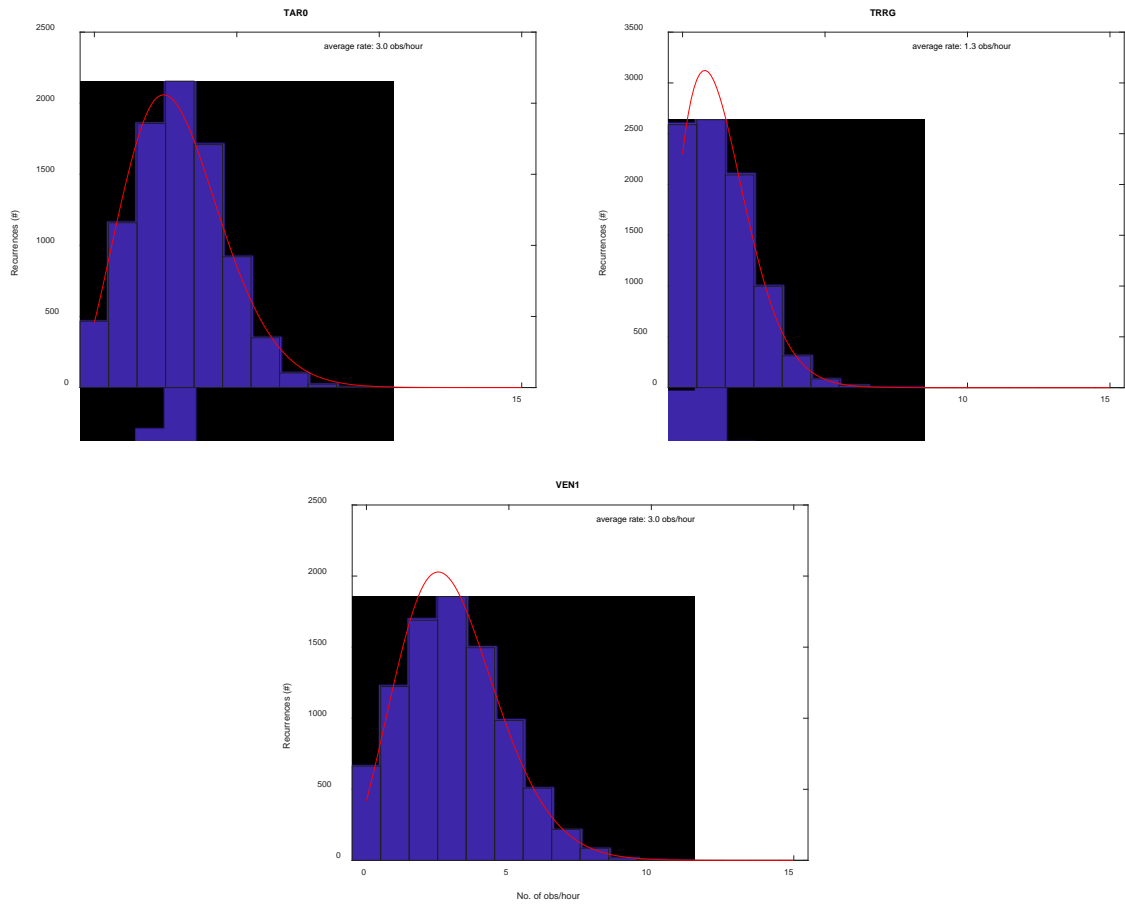 TAR0
average rate: 3.0 obs/hour
2500
2000
1500
1000
500
0
15
Recurrences (#)
TRRG
average rate: 1.3 obs/hour
3500
3000
2500
2000
1500
1000
500
0
10
15
Recurrences (#)
VEN1
average rate: 3.0 obs/hour
2500
2000
1500
1000
500
0
0
5
10
15
Recurrences (#)
No. of obs/hour